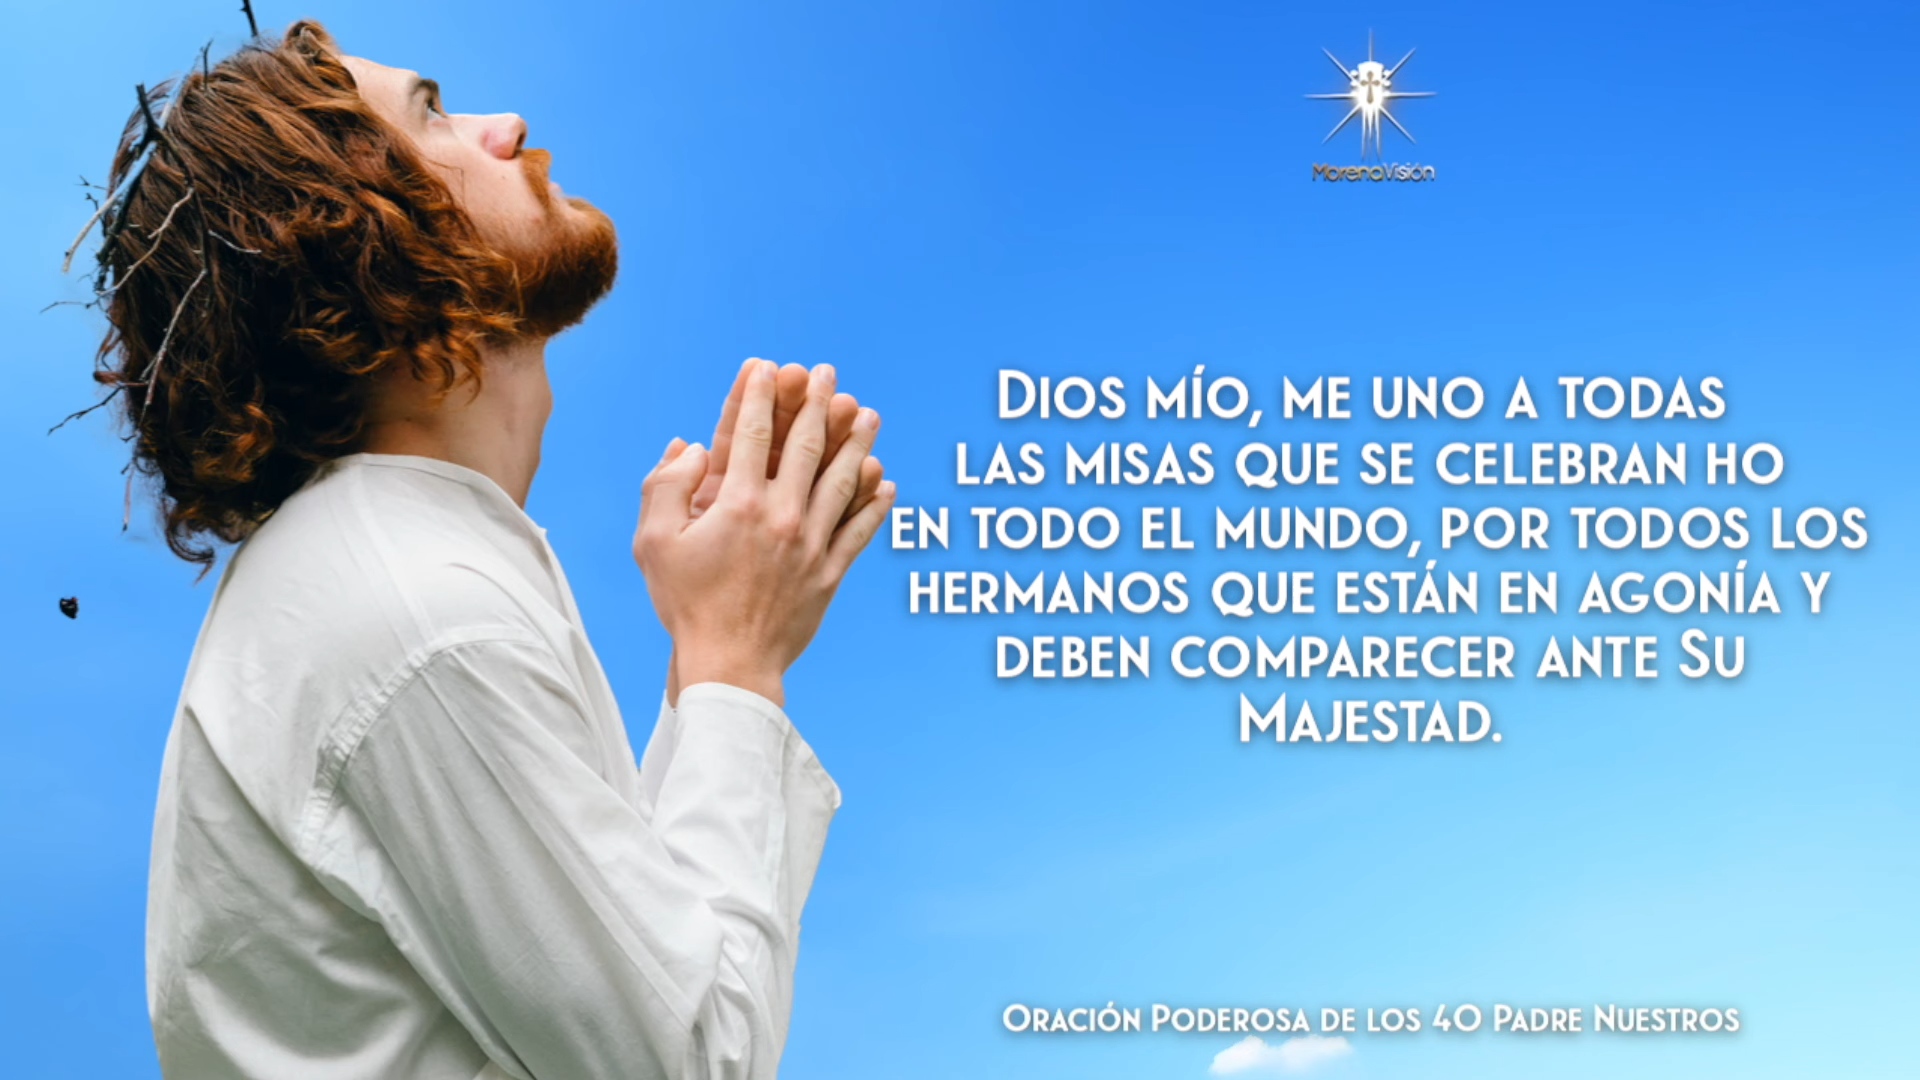 MorenaVisión
Dios mío, me uno a todas
las misas que se celebran ho
en todo el mundo, por todos los
hermanos que están en agonía y
deben comparecer ante Su
Majestad.
Oración Poderosa de los 40 Padre Nuestros